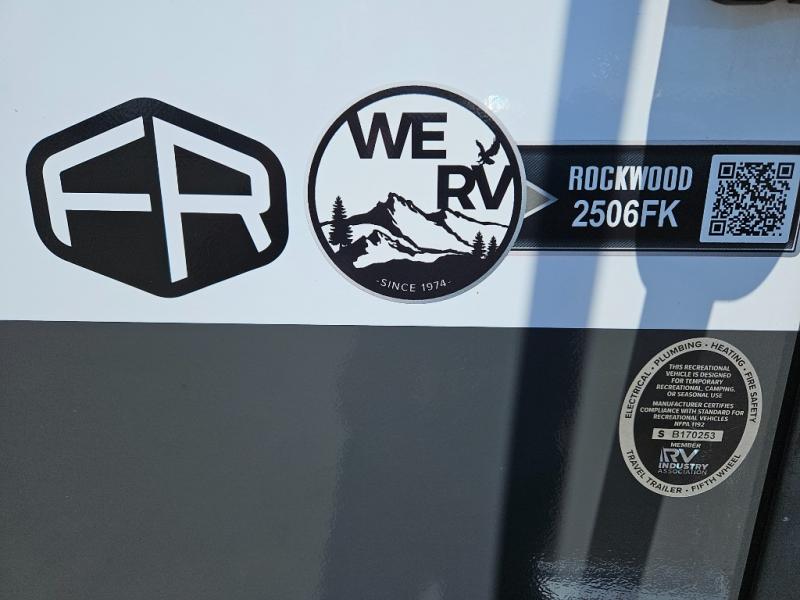 FR
WE
RV
-SINCE 1974-
ROCKWOOD
2506FK
ELECTRICAL • PLUMBING • HEATING • FIRE SAFETY
THIS RECREATIONAL
VEHICLE IS DESIGNED
FOR TEMPORARY
RECREATIONAL, CAMPING,
OR SEASONAL USE
MANUFACTURER CERTIFIES
COMPLIANCE WITH STANDARD FOR
RECREATIONAL VEHICLES
NFPA 1192
S B170253
MEMBER
RV
INDUSTRY
ASSOCIATION
TRAVEL TRAILER • FIFTH WHEEL